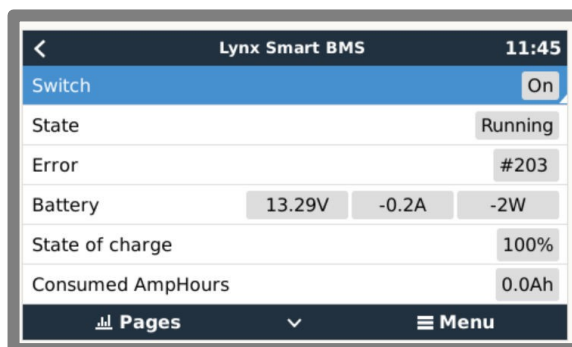 Lynx Smart BMS 11:45
Switch On
State Running
Error #203
Battery 13.29V -0.2A -2W
State of charge 100%
Consumed AmpHours 0.0Ah
Pages Menu